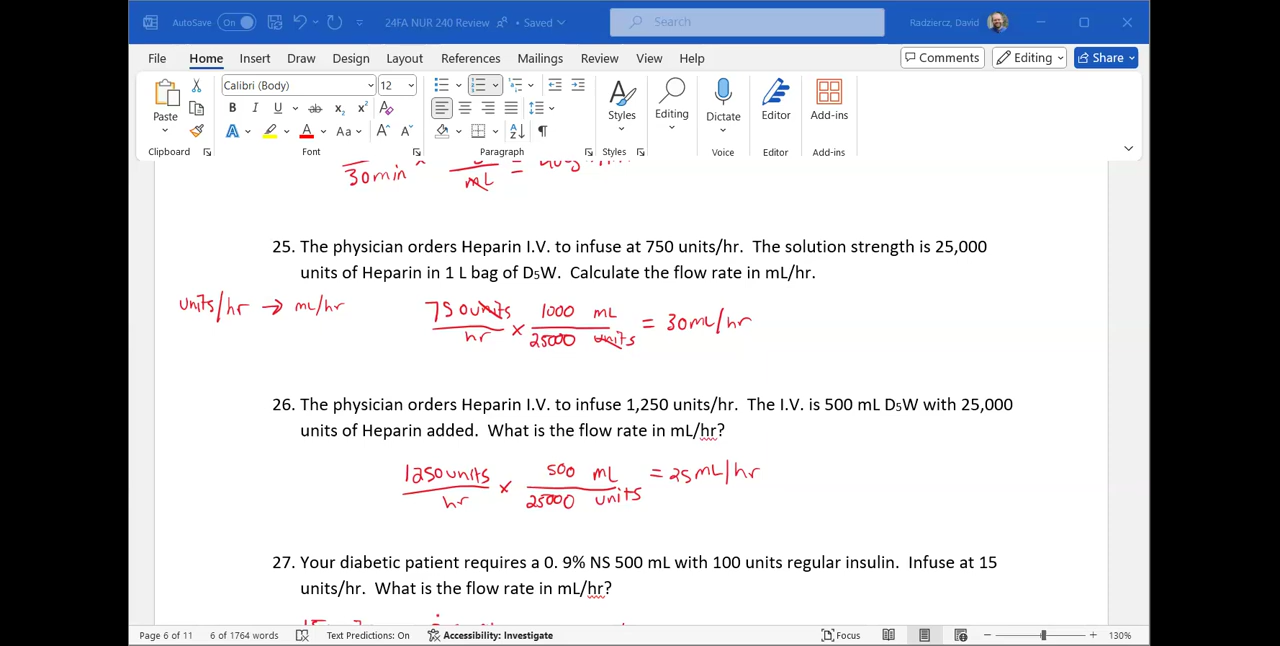 AutoSave On 24FA NUR 240 Review • Saved Search Radziercz, David
File Home Insert Draw Design Layout References Mailings Review View Help Comments Editing Share
Paste Calibri (Body) 12 Styles Editing Dictate Editor Add-ins
B I U ab x₂ x² A
A A Aa A A
Clipboard Font Paragraph Styles Voice Editor Add-ins
30min mL =
25. The physician orders Heparin I.V. to infuse at 750 units/hr. The solution strength is 25,000
units of Heparin in 1 L bag of D5W. Calculate the flow rate in mL/hr.
units/hr → mL/hr 750units/hr × 1000 mL/25000 units = 30mL/hr
26. The physician orders Heparin I.V. to infuse 1,250 units/hr. The I.V. is 500 mL D5W with 25,000
units of Heparin added. What is the flow rate in mL/hr?
1250units/hr × 500 mL/25000 units = 25mL/hr
27. Your diabetic patient requires a 0. 9% NS 500 mL with 100 units regular insulin. Infuse at 15
units/hr. What is the flow rate in mL/hr?
Page 6 of 11 6 of 1764 words Text Predictions: On Accessibility: Investigate Focus 130%